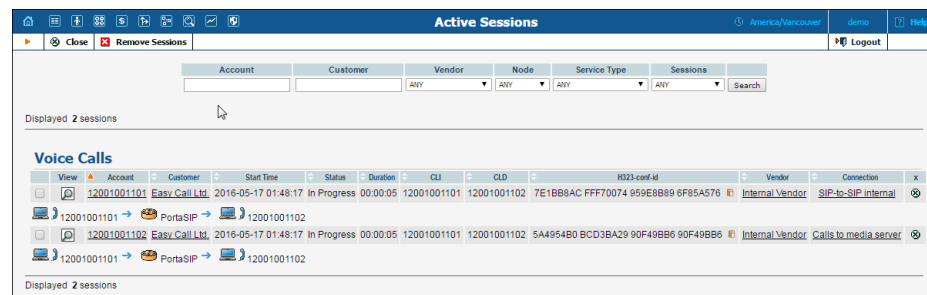 Active Sessions
America/Vancouver
demo
Help
Close
Remove Sessions
Logout
Account Customer Vendor Node Service Type Sessions
ANY ANY ANY ANY Search
Displayed 2 sessions
Voice Calls
View Account Customer Start Time Status Duration CLI CLD H323-conf-id Vendor Connection x
12001001101 Easy Call Ltd. 2016-05-17 01:48:17 In Progress 00:00:05 12001001101 12001001102 7E1BB8AC FFF70074 959E8B89 6F85A576 Internal Vendor SIP-to-SIP internal
12001001101 → PortaSIP → 12001001102
12001001102 Easy Call Ltd. 2016-05-17 01:48:17 In Progress 00:00:05 12001001101 12001001102 5A4954B0 BCD3BA29 90F49BB6 90F49BB6 Internal Vendor Calls to media server
12001001101 → PortaSIP → 12001001102
Displayed 2 sessions